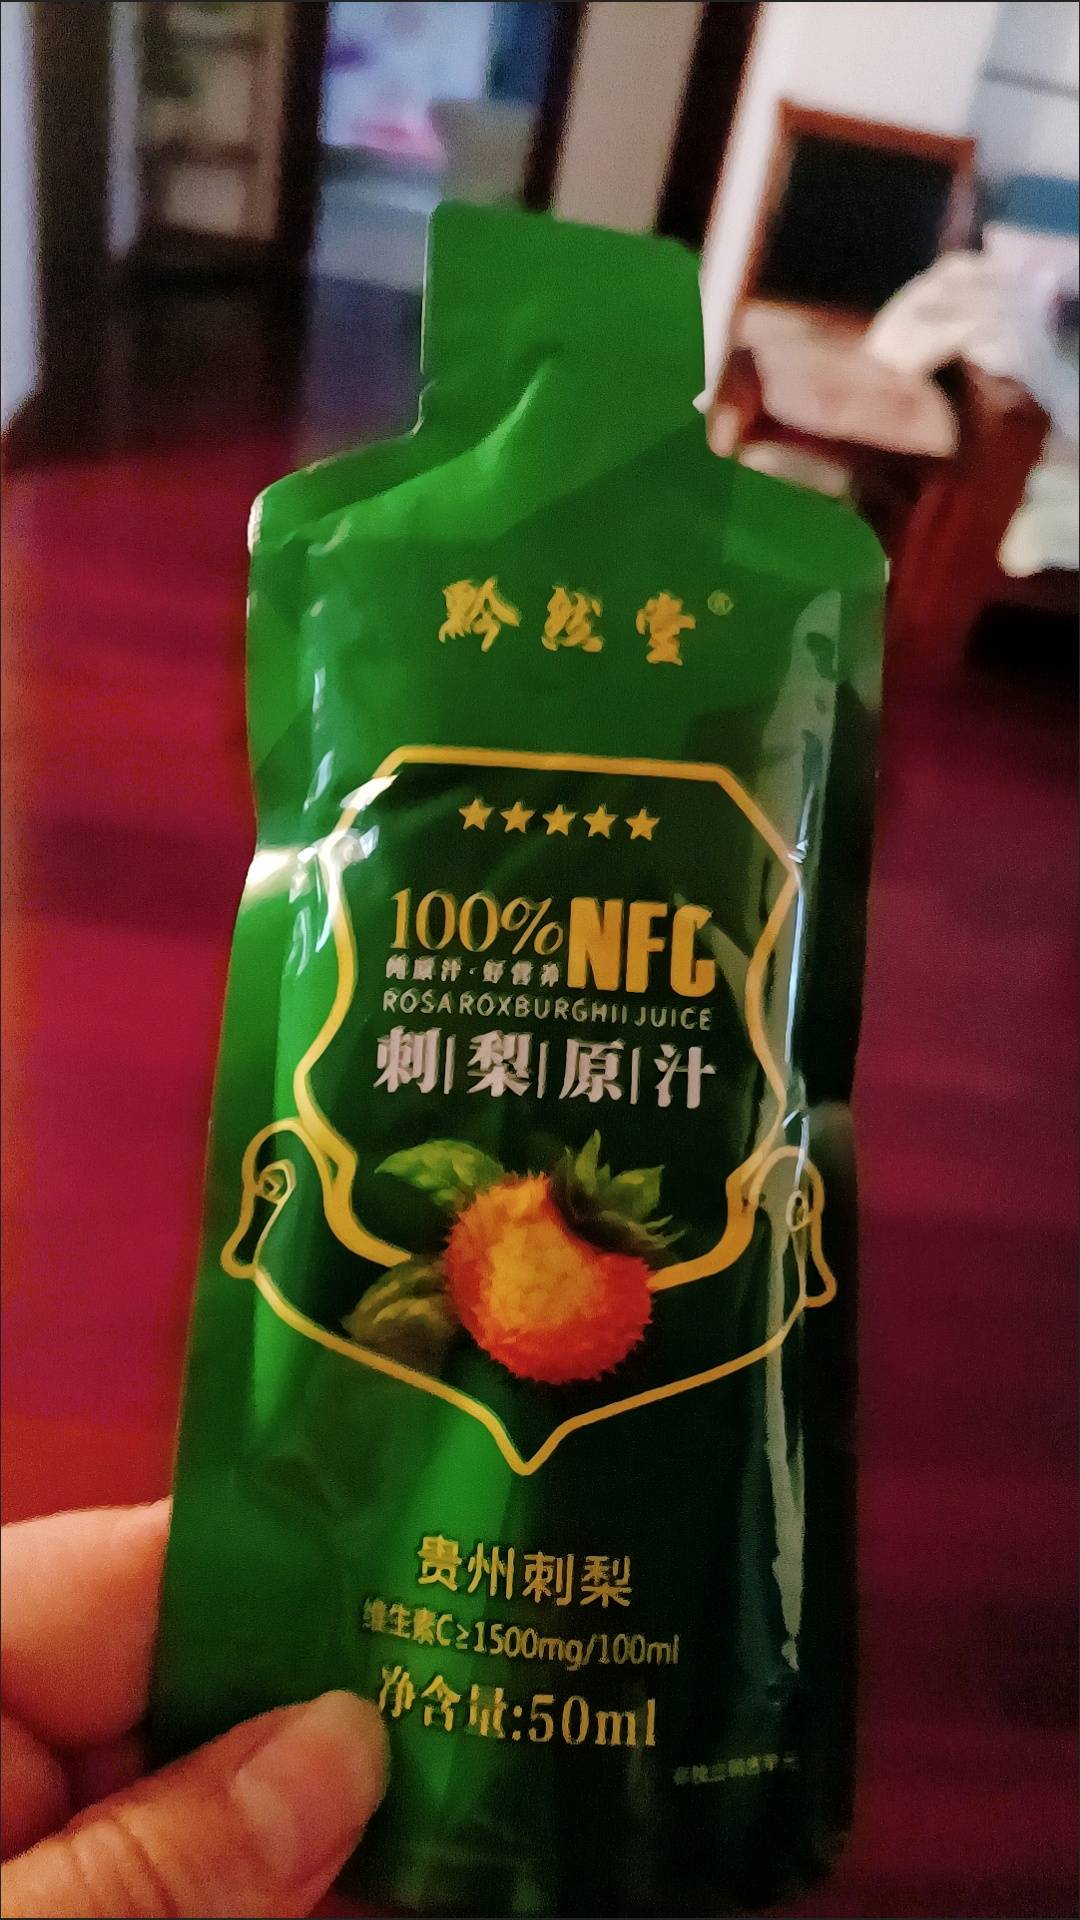 黔然堂®
100%NFC
纯原汁·好营养
ROSA ROXBURGHII JUICE
刺|梨|原|汁
贵州刺梨
维生素C≥1500mg/100ml
净含量:50ml